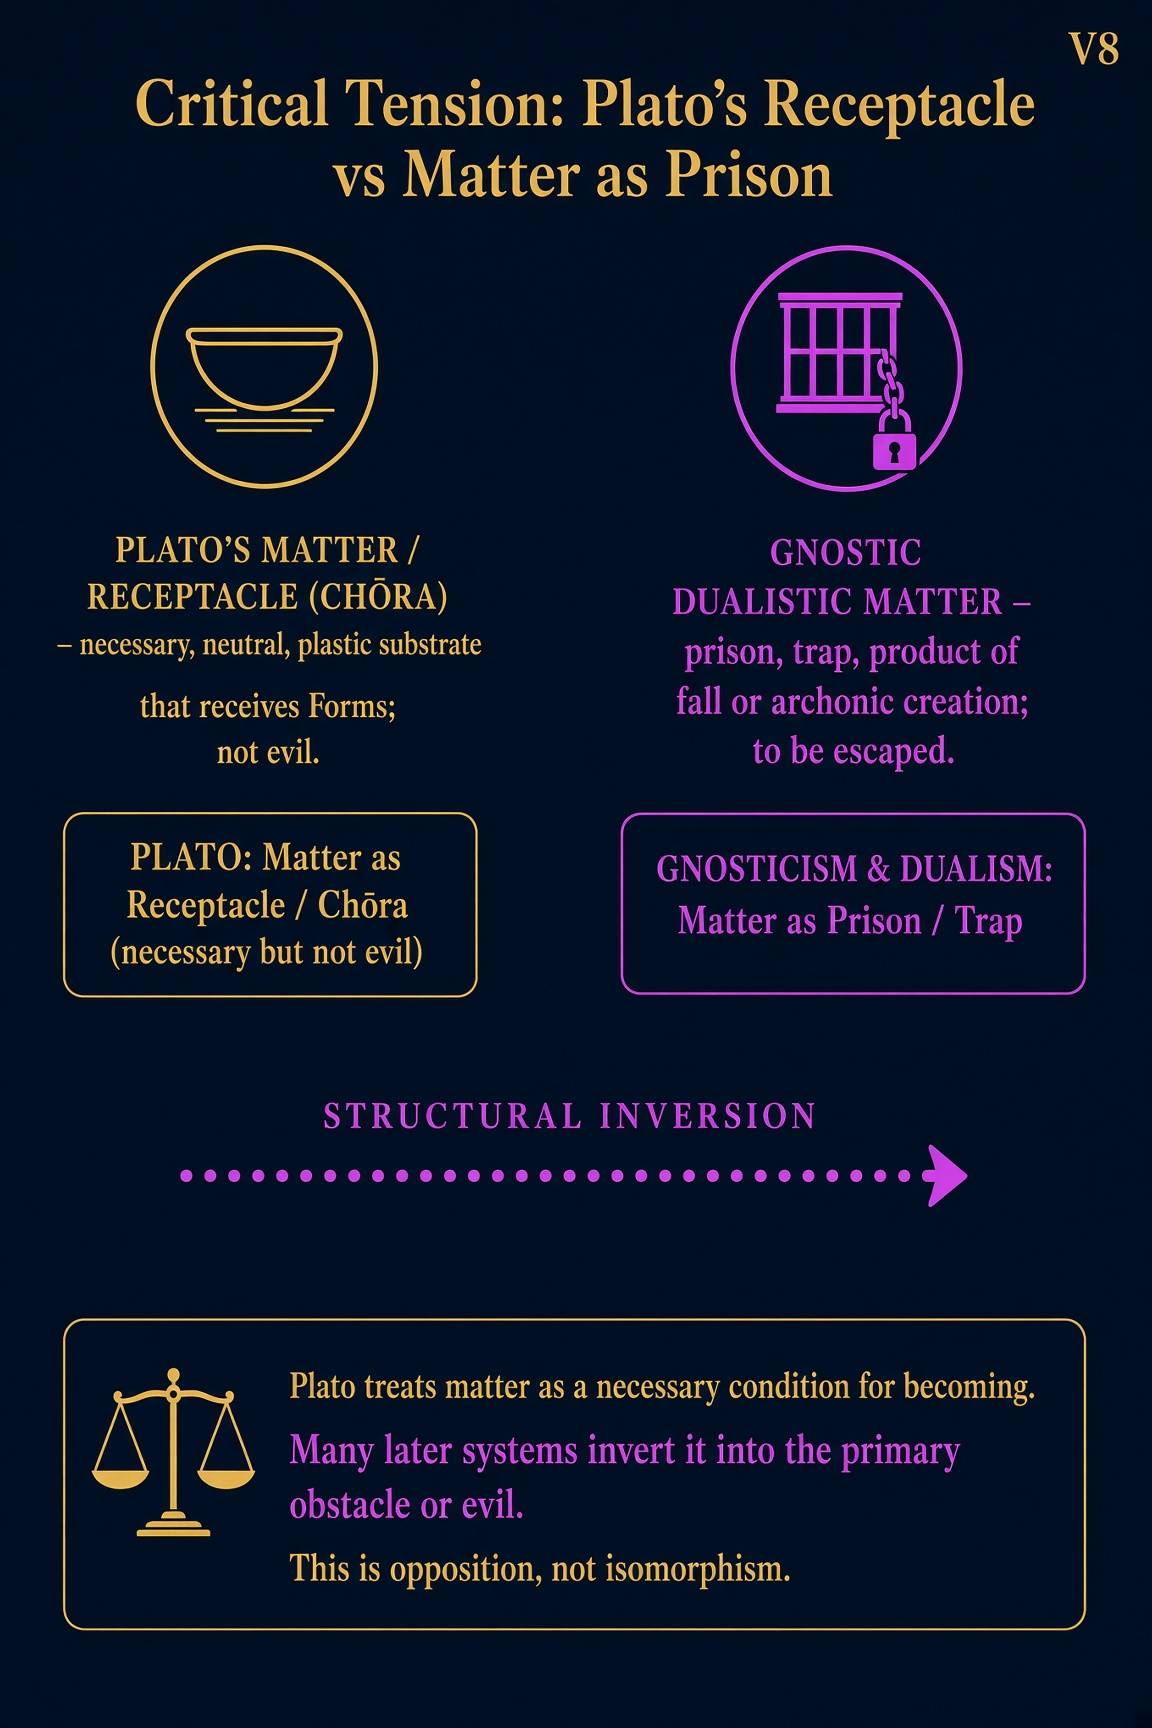 V8
Critical Tension: Plato’s Receptacle
vs Matter as Prison
PLATO’S MATTER /
RECEPTACLE (CHŌRA)
– necessary, neutral, plastic substrate
that receives Forms;
not evil.
GNOSTIC
DUALISTIC MATTER –
prison, trap, product of
fall or archonic creation;
to be escaped.
PLATO: Matter as
Receptacle / Chōra
(necessary but not evil)
GNOSTICISM & DUALISM:
Matter as Prison / Trap
STRUCTURAL INVERSION
Plato treats matter as a necessary condition for becoming.
Many later systems invert it into the primary
obstacle or evil.
This is opposition, not isomorphism.